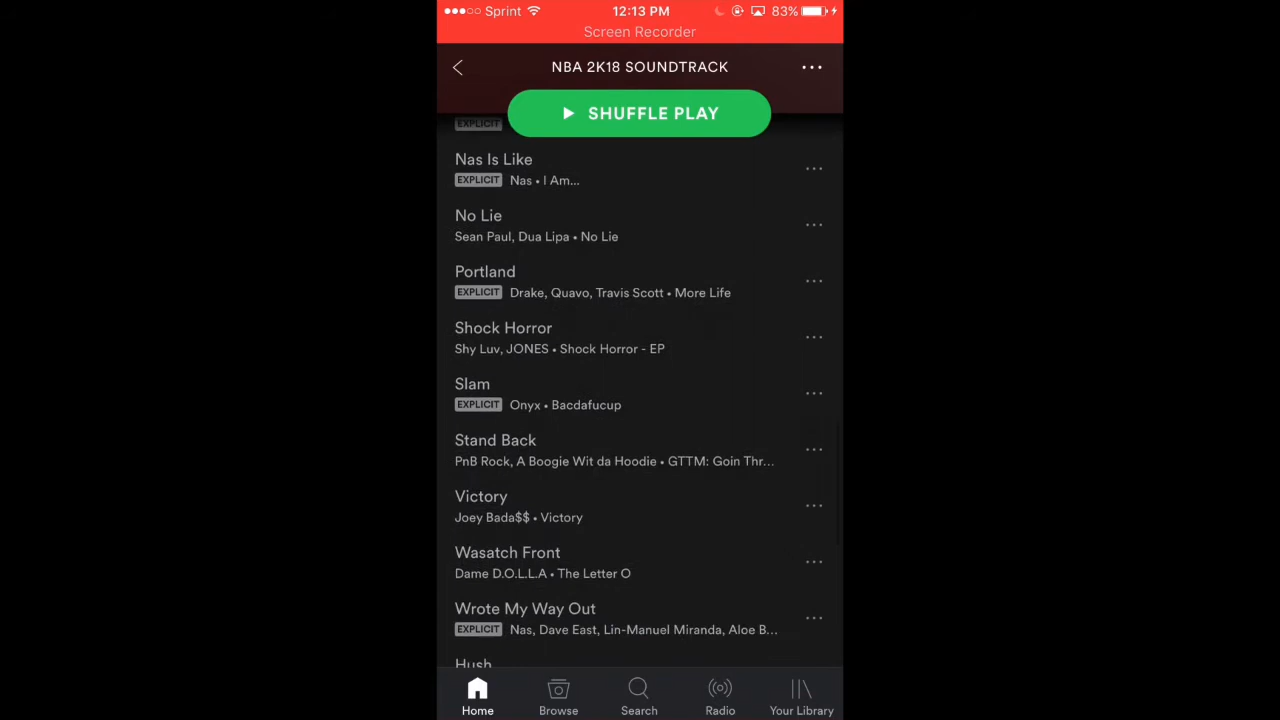 Sprint 12:13 PM 83%
Screen Recorder
NBA 2K18 SOUNDTRACK
SHUFFLE PLAY
EXPLICIT
Nas Is Like
EXPLICIT Nas • I Am...
No Lie
Sean Paul, Dua Lipa • No Lie
Portland
EXPLICIT Drake, Quavo, Travis Scott • More Life
Shock Horror
Shy Luv, JONES • Shock Horror - EP
Slam
EXPLICIT Onyx • Bacdafucup
Stand Back
PnB Rock, A Boogie Wit da Hoodie • GTTM: Goin Thr...
Victory
Joey Bada$$ • Victory
Wasatch Front
Dame D.O.L.L.A • The Letter O
Wrote My Way Out
EXPLICIT Nas, Dave East, Lin-Manuel Miranda, Aloe B...
Hush
Home Browse Search Radio Your Library